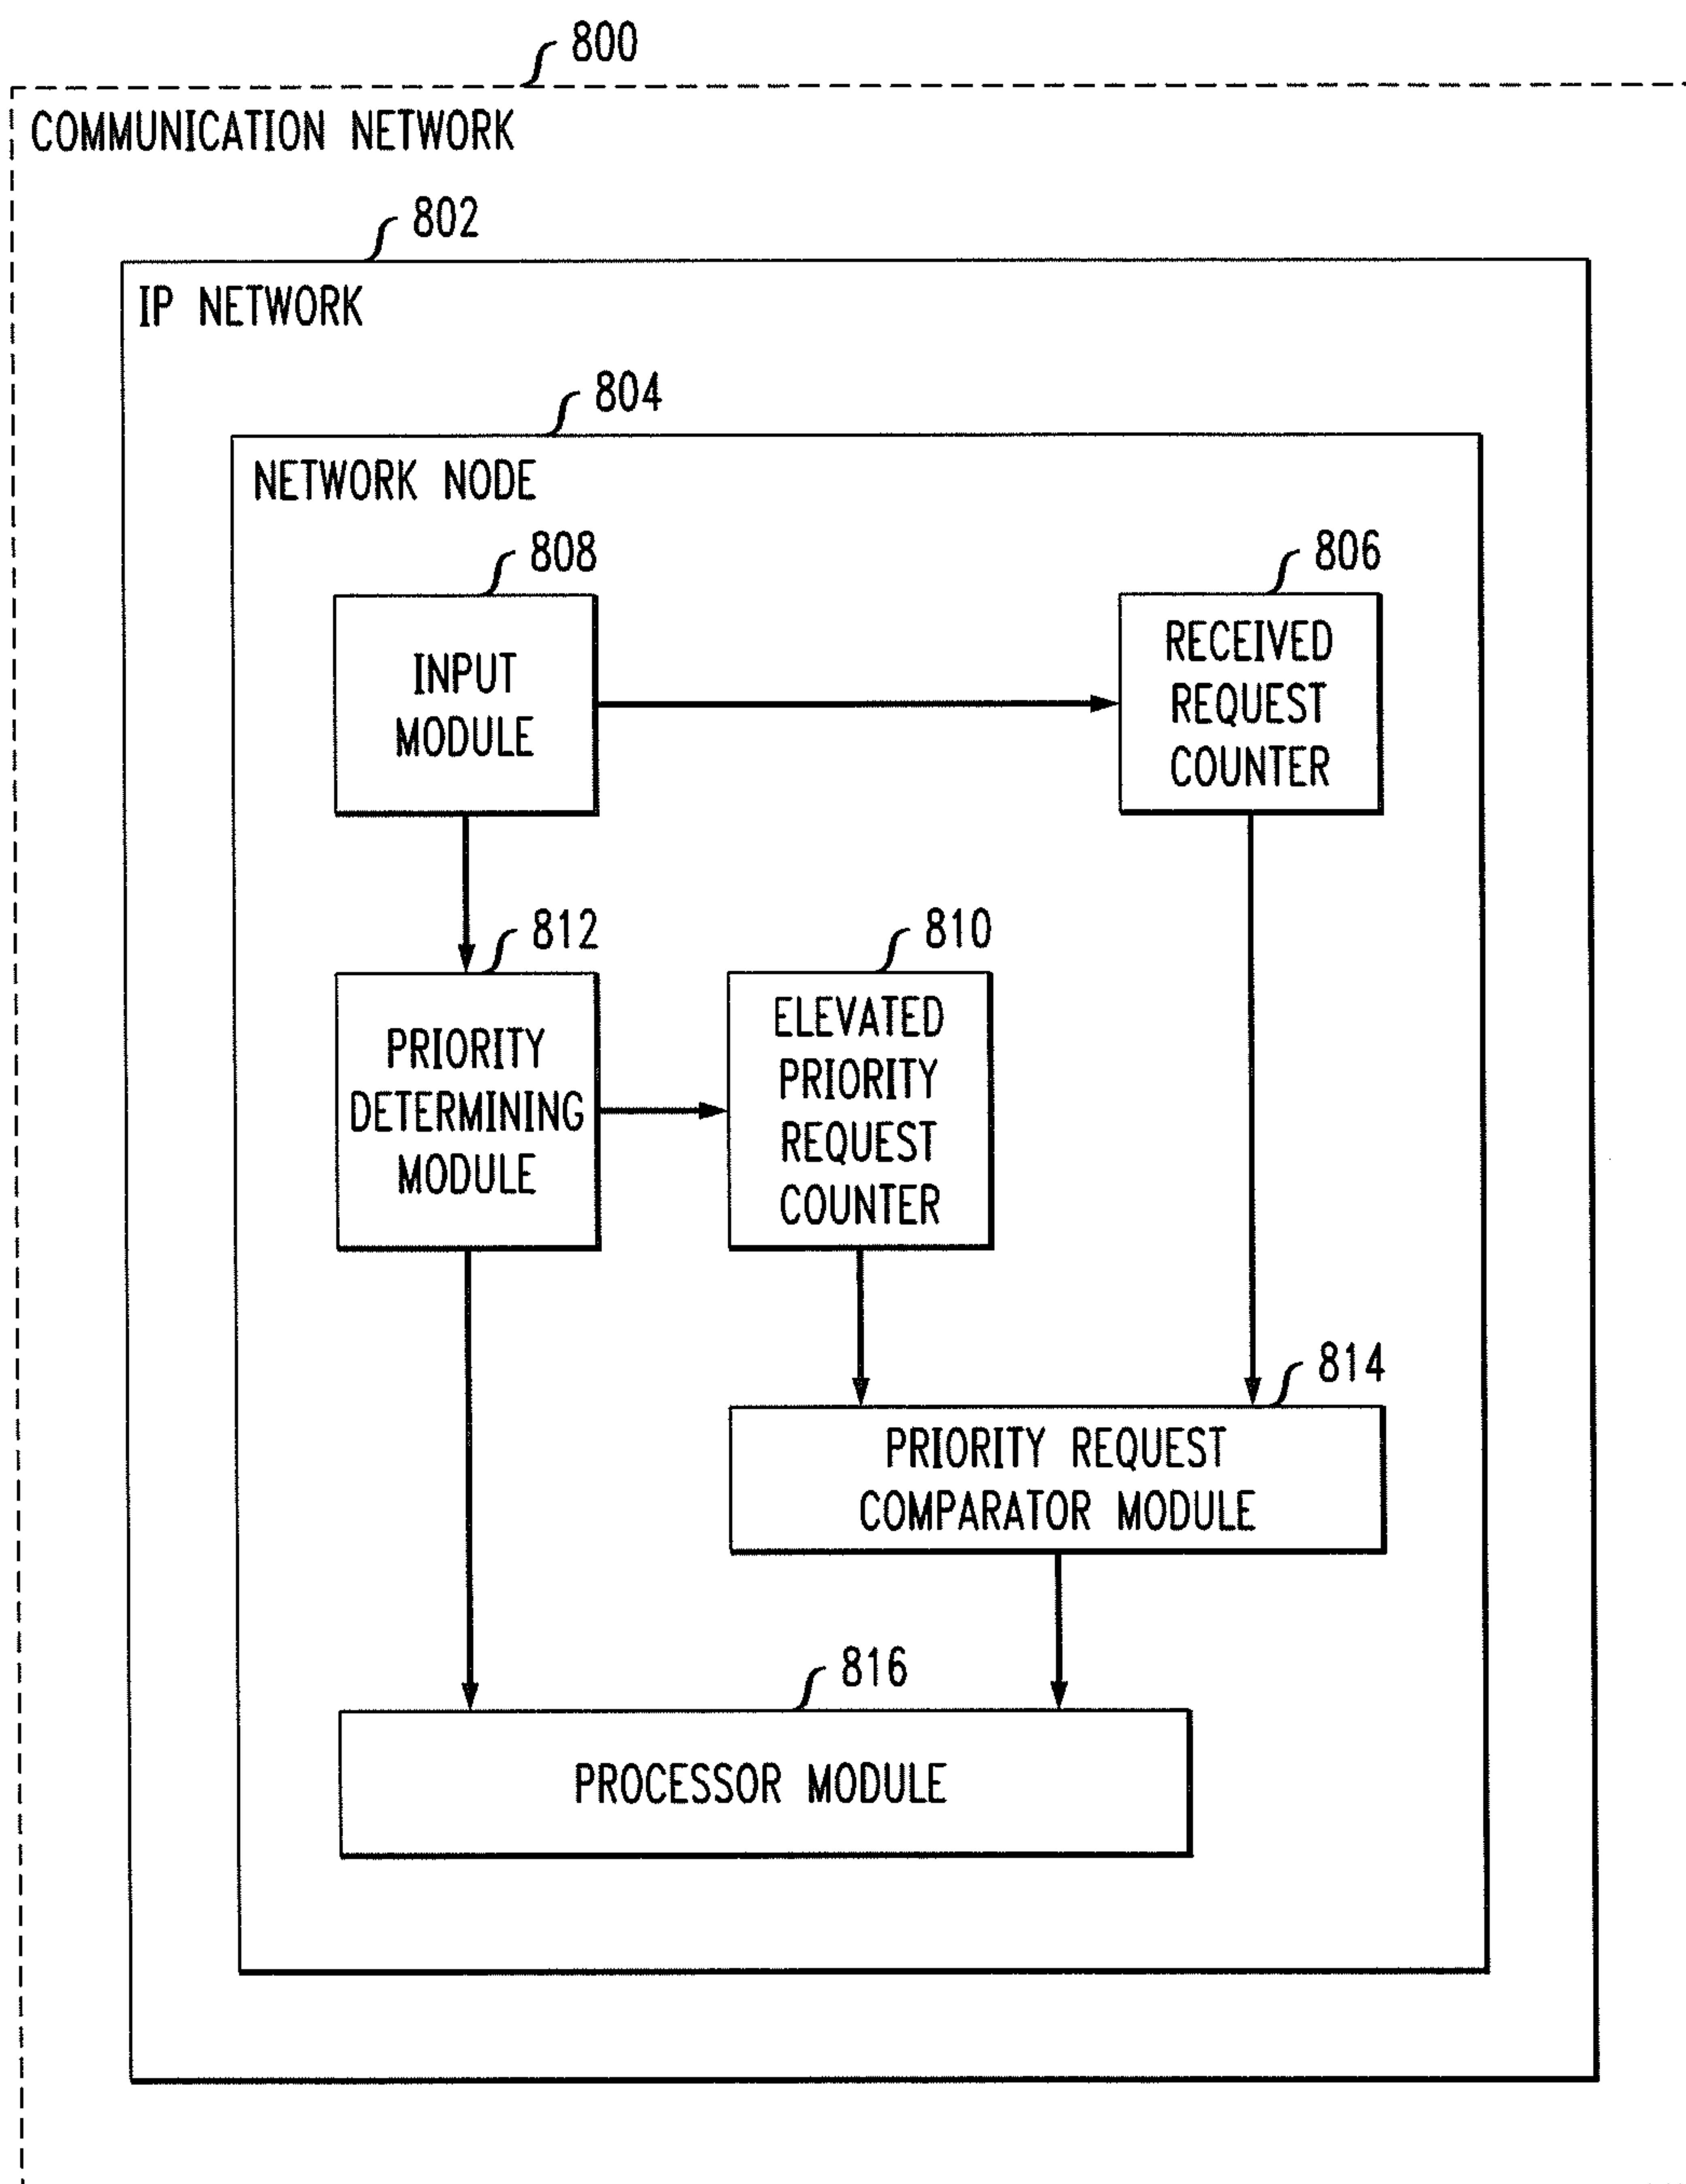 800
COMMUNICATION NETWORK
802
IP NETWORK
804
NETWORK NODE
808
INPUT
MODULE
806
RECEIVED
REQUEST
COUNTER
812
PRIORITY
DETERMINING
MODULE
810
ELEVATED
PRIORITY
REQUEST
COUNTER
814
PRIORITY REQUEST
COMPARATOR MODULE
816
PROCESSOR MODULE